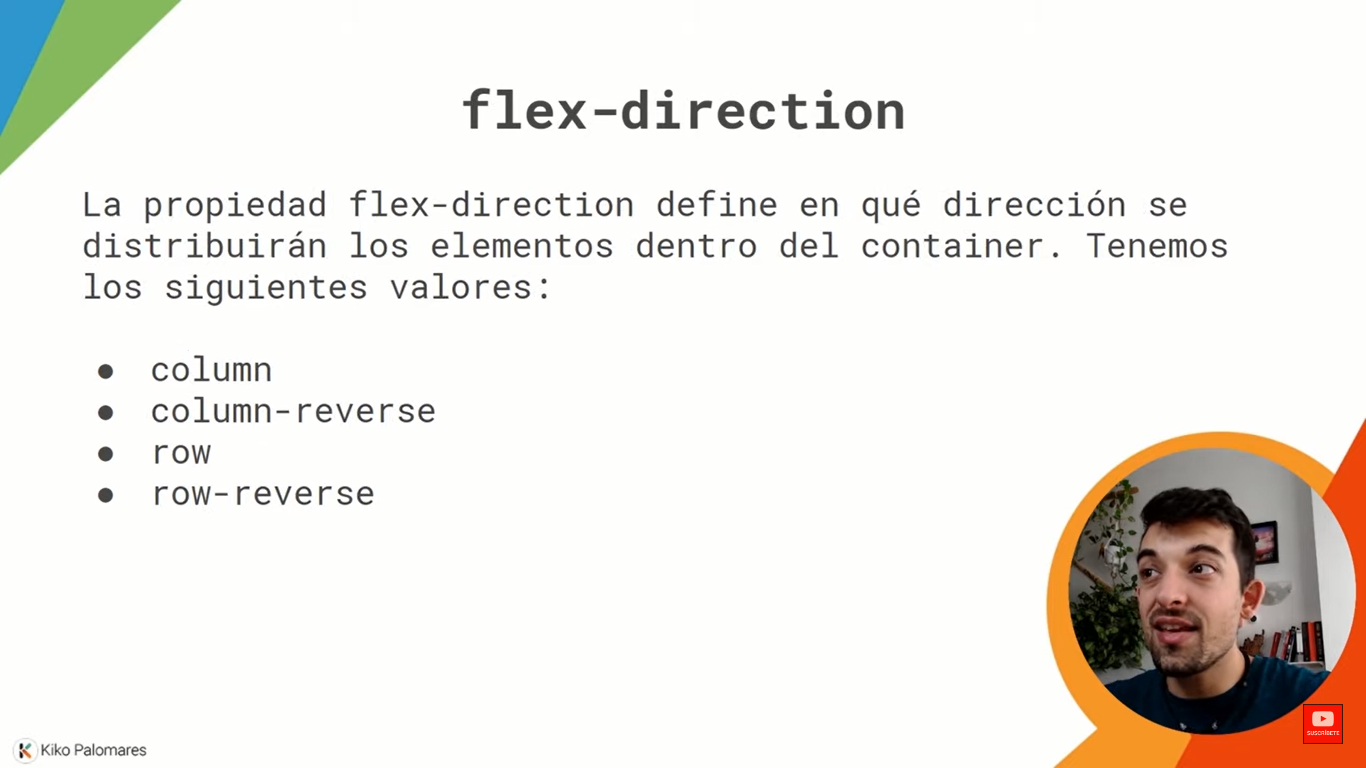 flex-direction
La propiedad flex-direction define en qué dirección se
distribuirán los elementos dentro del container. Tenemos
los siguientes valores:
● column
● column-reverse
● row
● row-reverse
Kiko Palomares
SUSCRÍBETE